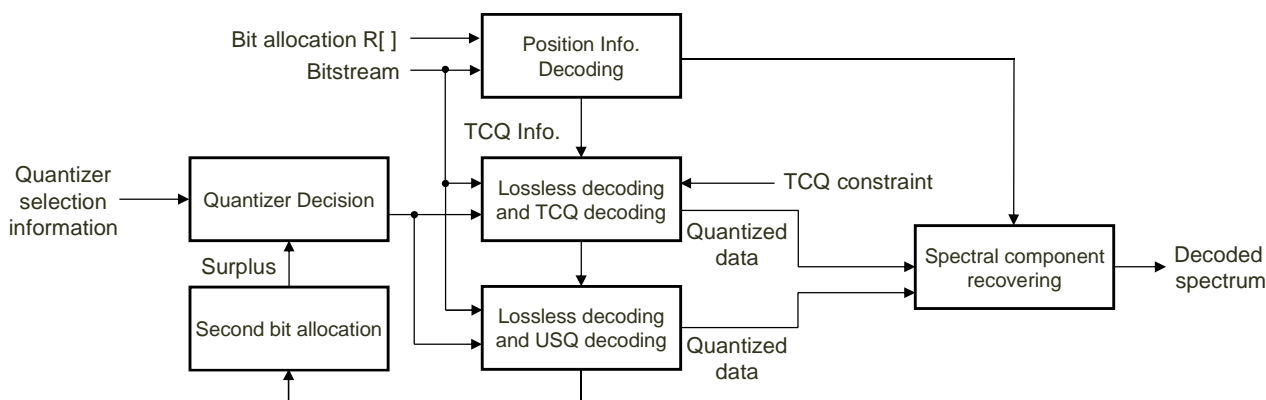 Bit allocation R[ ]
Bitstream
Position Info.
Decoding
TCQ Info.
Quantizer
selection
information
Quantizer Decision
Lossless decoding
and TCQ decoding
TCQ constraint
Quantized
data
Spectral component
recovering
Decoded
spectrum
Surplus
Second bit allocation
Lossless decoding
and USQ decoding
Quantized
data